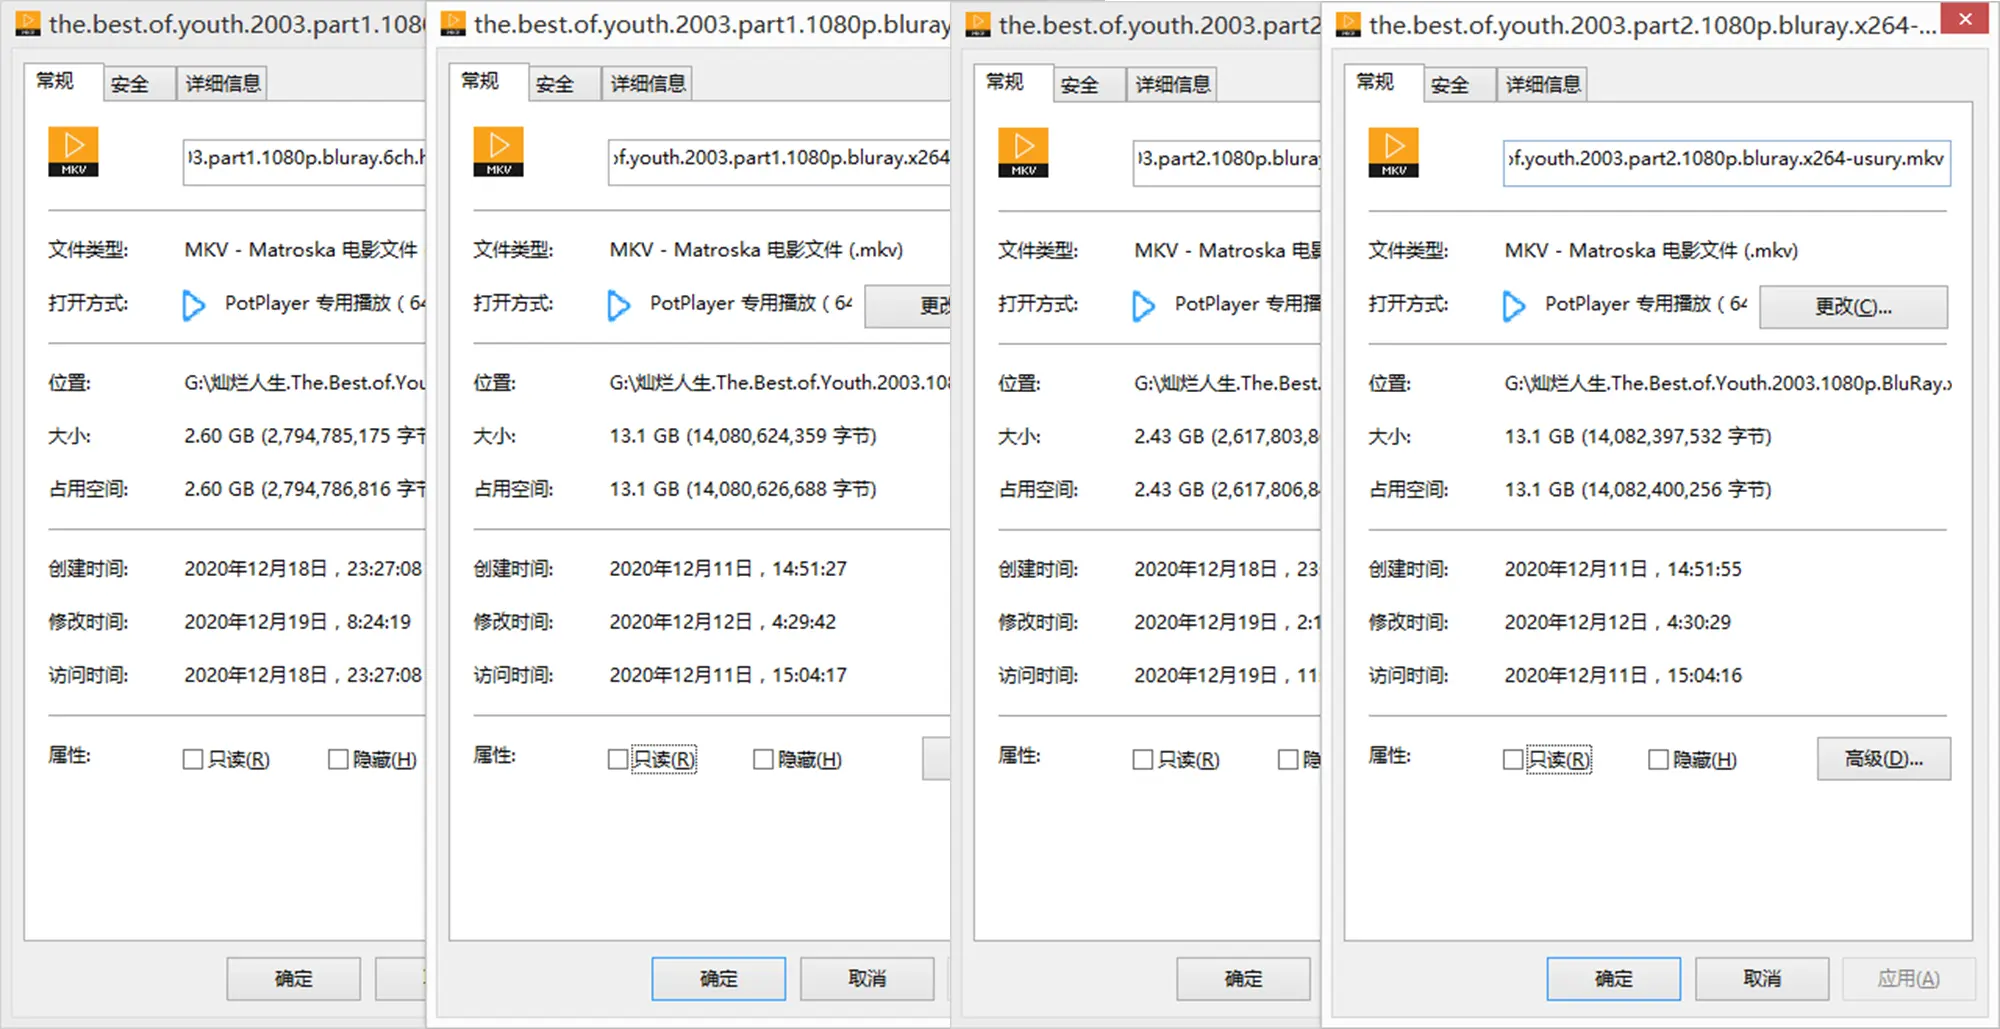 the.best.of.youth.2003.part1.108
常规
安全
详细信息
MKV
03.part1.1080p.bluray.6ch.h
文件类型:
MKV - Matroska 电影文件
打开方式:
PotPlayer 专用播放 ( 64
位置:
G:\灿烂人生.The.Best.of.You
大小:
2.60 GB (2,794,785,175 字节
占用空间:
2.60 GB (2,794,786,816 字节
创建时间:
2020年12月18日，23:27:08
修改时间:
2020年12月19日，8:24:19
访问时间:
2020年12月18日，23:27:08
属性:
只读(R)
隐藏(H)
确定
the.best.of.youth.2003.part1.1080p.bluray
常规
安全
详细信息
MKV
of.youth.2003.part1.1080p.bluray.x264
文件类型:
MKV - Matroska 电影文件 (.mkv)
打开方式:
PotPlayer 专用播放 ( 64
更改
位置:
G:\灿烂人生.The.Best.of.Youth.2003.108
大小:
13.1 GB (14,080,624,359 字节)
占用空间:
13.1 GB (14,080,626,688 字节)
创建时间:
2020年12月11日，14:51:27
修改时间:
2020年12月12日，4:29:42
访问时间:
2020年12月11日，15:04:17
属性:
只读(R)
隐藏(H)
确定
取消
the.best.of.youth.2003.part2
常规
安全
详细信息
MKV
03.part2.1080p.bluray
文件类型:
MKV - Matroska 电影
打开方式:
PotPlayer 专用播
位置:
G:\灿烂人生.The.Best.
大小:
2.43 GB (2,617,803,8
占用空间:
2.43 GB (2,617,806,8
创建时间:
2020年12月18日，23
修改时间:
2020年12月19日，2:1
访问时间:
2020年12月19日，11
属性:
只读(R)
隐
确定
the.best.of.youth.2003.part2.1080p.bluray.x264-...
常规
安全
详细信息
MKV
of.youth.2003.part2.1080p.bluray.x264-usury.mkv
文件类型:
MKV - Matroska 电影文件 (.mkv)
打开方式:
PotPlayer 专用播放 ( 64
更改(C)...
位置:
G:\灿烂人生.The.Best.of.Youth.2003.1080p.BluRay.x
大小:
13.1 GB (14,082,397,532 字节)
占用空间:
13.1 GB (14,082,400,256 字节)
创建时间:
2020年12月11日，14:51:55
修改时间:
2020年12月12日，4:30:29
访问时间:
2020年12月11日，15:04:16
属性:
只读(R)
隐藏(H)
高级(D)...
确定
取消
应用(A)